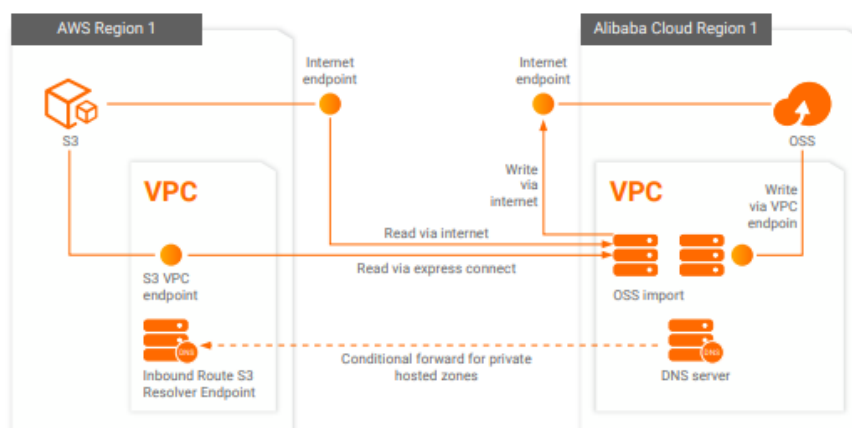 AWS Region 1
Alibaba Cloud Region 1
Internet
endpoint
Internet
endpoint
S3
OSS
VPC
Write
via
internet
VPC
Write
via VPC
endpoin
Read via internet
Read via express connect
S3 VPC
endpoint
OSS import
DNS
Inbound Route S3
Resolver Endpoint
Conditional forward for private
hosted zones
DNS
DNS server